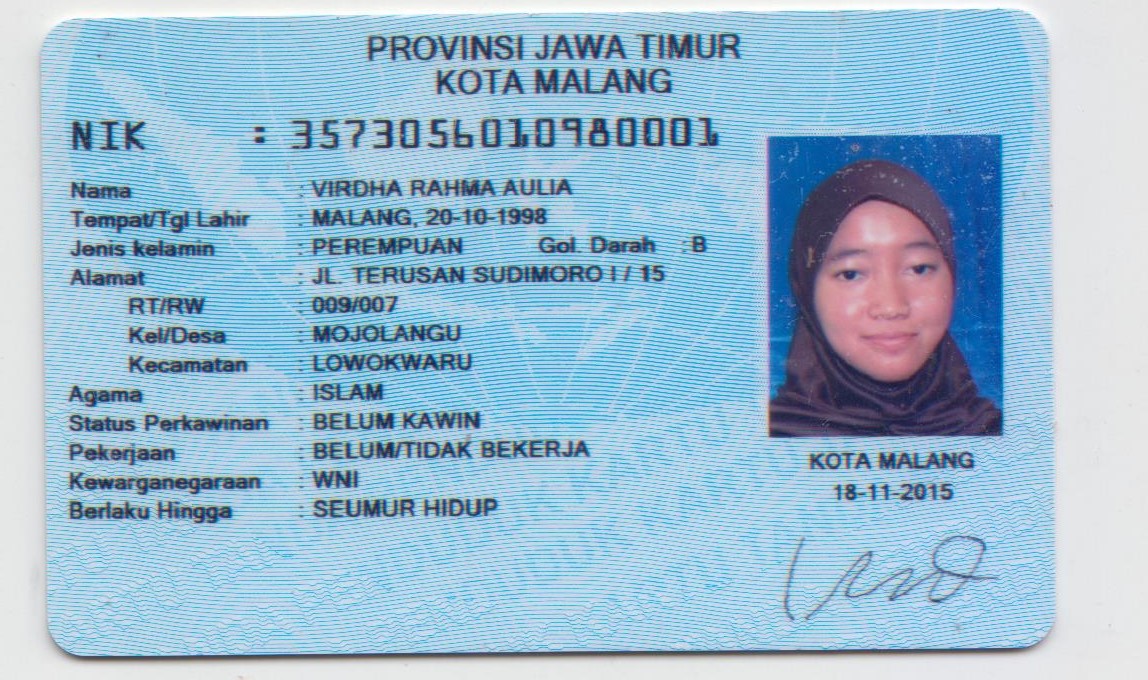 PROVINSI JAWA TIMUR
KOTA MALANG
NIK : 3573056010980001
Nama : VIRDHA RAHMA AULIA
Tempat/Tgl Lahir : MALANG, 20-10-1998
Jenis kelamin : PEREMPUAN Gol. Darah : B
Alamat : JL. TERUSAN SUDIMORO I / 15
RT/RW : 009/007
Kel/Desa : MOJOLANGU
Kecamatan : LOWOKWARU
Agama : ISLAM
Status Perkawinan : BELUM KAWIN
Pekerjaan : BELUM/TIDAK BEKERJA
Kewarganegaraan : WNI
Berlaku Hingga : SEUMUR HIDUP
KOTA MALANG
18-11-2015